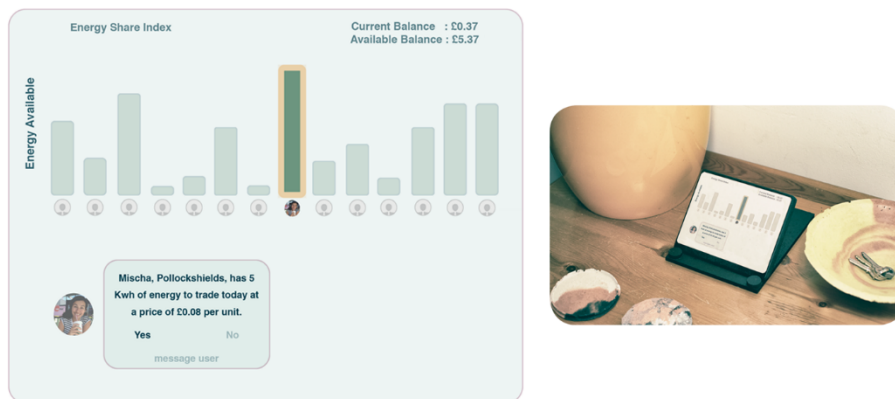 Energy Share Index
Current Balance : £0.37
Available Balance : £5.37
Energy Available
Mischa, Pollockshields, has 5
Kwh of energy to trade today at
a price of £0.08 per unit.
Yes No
message user